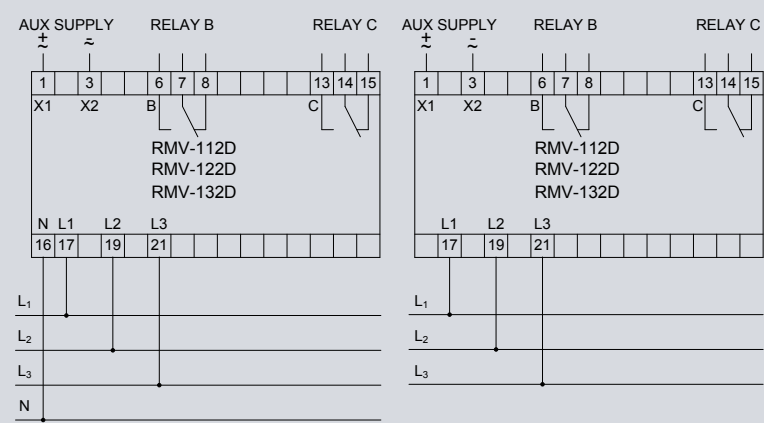 AUX SUPPLY RELAY B RELAY C
± -
~ ~
1 3 6 7 8 13 14 15
X1 X2 B C
RMV-112D
RMV-122D
RMV-132D
N L1 L2 L3
16 17 19 21
L₁
L₂
L₃
N
AUX SUPPLY RELAY B RELAY C
± -
~ ~
1 3 6 7 8 13 14 15
X1 X2 B C
RMV-112D
RMV-122D
RMV-132D
L1 L2 L3
17 19 21
L₁
L₂
L₃